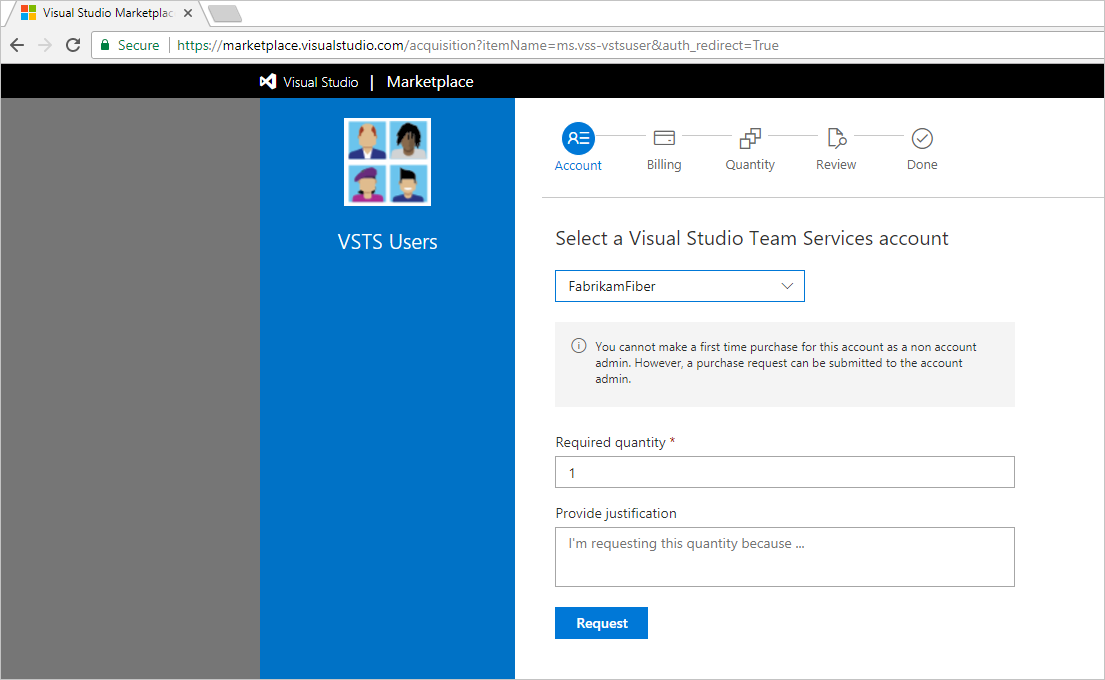 Visual Studio Marketplac
Secure https://marketplace.visualstudio.com/acquisition?itemName=ms.vss-vstsuser&auth_redirect=True
Visual Studio | Marketplace
VSTS Users
Account Billing Quantity Review Done
Select a Visual Studio Team Services account
FabrikamFiber
You cannot make a first time purchase for this account as a non account
admin. However, a purchase request can be submitted to the account
admin.
Required quantity *
1
Provide justification
I'm requesting this quantity because ...
Request